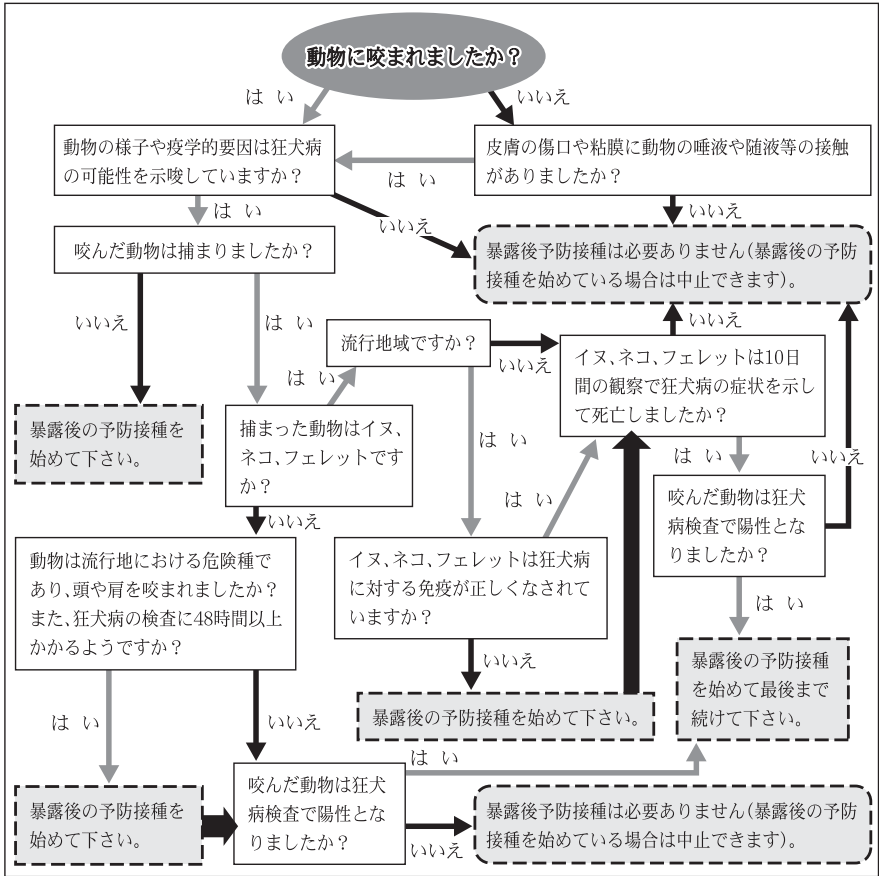 動物に咬まれましたか？
は い
いいえ
動物の様子や疫学的要因は狂犬病
の可能性を示唆していますか？
は い
皮膚の傷口や粘膜に動物の唾液や随液等の接触
がありましたか？
は い
いいえ
いいえ
咬んだ動物は捕まりましたか？
暴露後予防接種は必要ありません（暴露後の予防
接種を始めている場合は中止できます）。
いいえ
は い
流行地域ですか？
いいえ
いいえ
イヌ、ネコ、フェレットは10日
間の観察で狂犬病の症状を示し
て死亡しましたか？
は い
暴露後の予防接種を
始めて下さい。
捕まった動物はイヌ、
ネコ、フェレットです
か？
は い
は い
いいえ
は い
咬んだ動物は狂犬
病検査で陽性とな
りましたか？
いいえ
動物は流行地における危険種で
あり、頭や肩を咬まれましたか？
また、狂犬病の検査に48時間以上
かかるようですか？
イヌ、ネコ、フェレットは狂犬病
に対する免疫が正しくなされて
いますか？
は い
いいえ
暴露後の予防接種
を始めて最後まで
続けて下さい。
暴露後の予防接種を始めて下さい。
は い
いいえ
は い
暴露後の予防接種を
始めて下さい。
咬んだ動物は狂犬
病検査で陽性とな
りましたか？
いいえ
暴露後予防接種は必要ありません（暴露後の予防
接種を始めている場合は中止できます）。